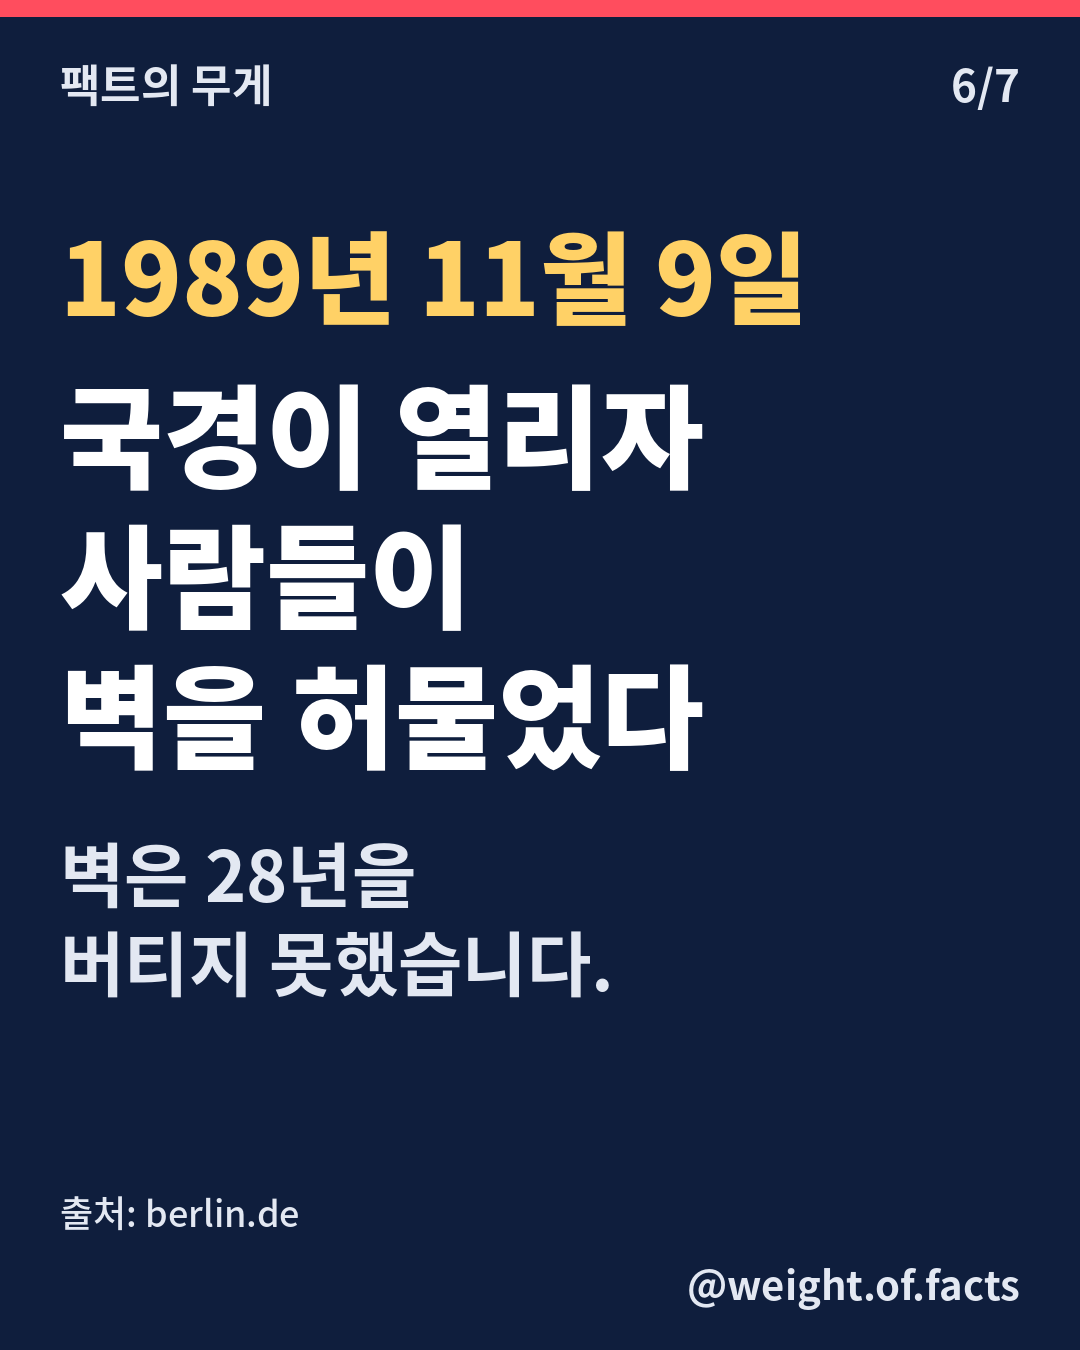 팩트의 무게
6/7
1989년 11월 9일
국경이 열리자
사람들이
벽을 허물었다
벽은 28년을
버티지 못했습니다.
출처: berlin.de
@weight.of.facts